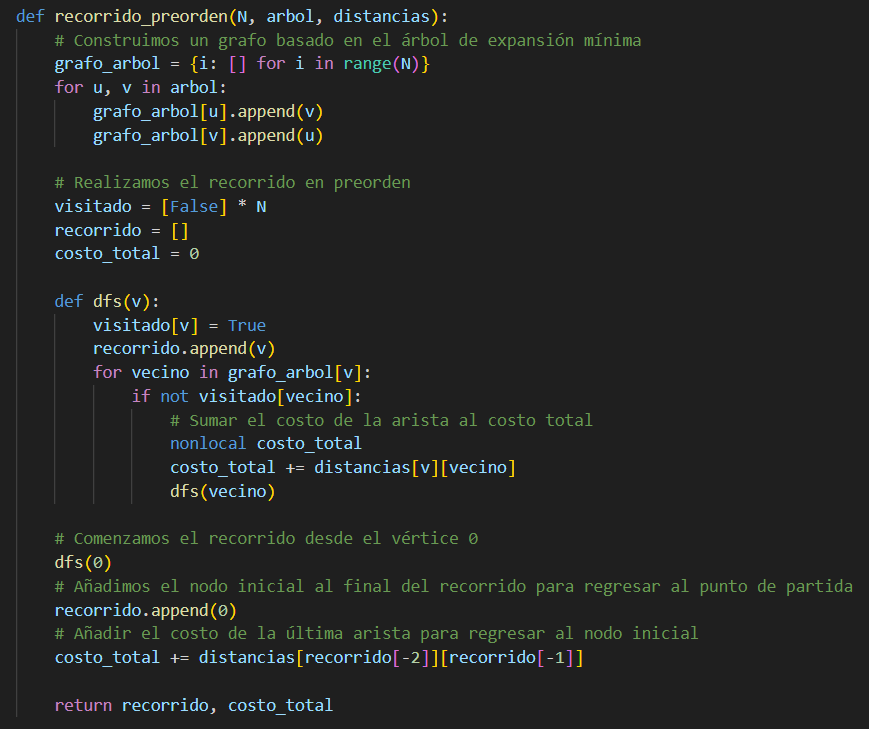 def recorrido_preorden(N, arbol, distancias):
    # Construimos un grafo basado en el árbol de expansión mínima
    grafo_arbol = {i: [] for i in range(N)}
    for u, v in arbol:
        grafo_arbol[u].append(v)
        grafo_arbol[v].append(u)

    # Realizamos el recorrido en preorden
    visitado = [False] * N
    recorrido = []
    costo_total = 0

    def dfs(v):
        visitado[v] = True
        recorrido.append(v)
        for vecino in grafo_arbol[v]:
            if not visitado[vecino]:
                # Sumar el costo de la arista al costo total
                nonlocal costo_total
                costo_total += distancias[v][vecino]
                dfs(vecino)

    # Comenzamos el recorrido desde el vértice 0
    dfs(0)
    # Añadimos el nodo inicial al final del recorrido para regresar al punto de partida
    recorrido.append(0)
    # Añadir el costo de la última arista para regresar al nodo inicial
    costo_total += distancias[recorrido[-2]][recorrido[-1]]

    return recorrido, costo_total